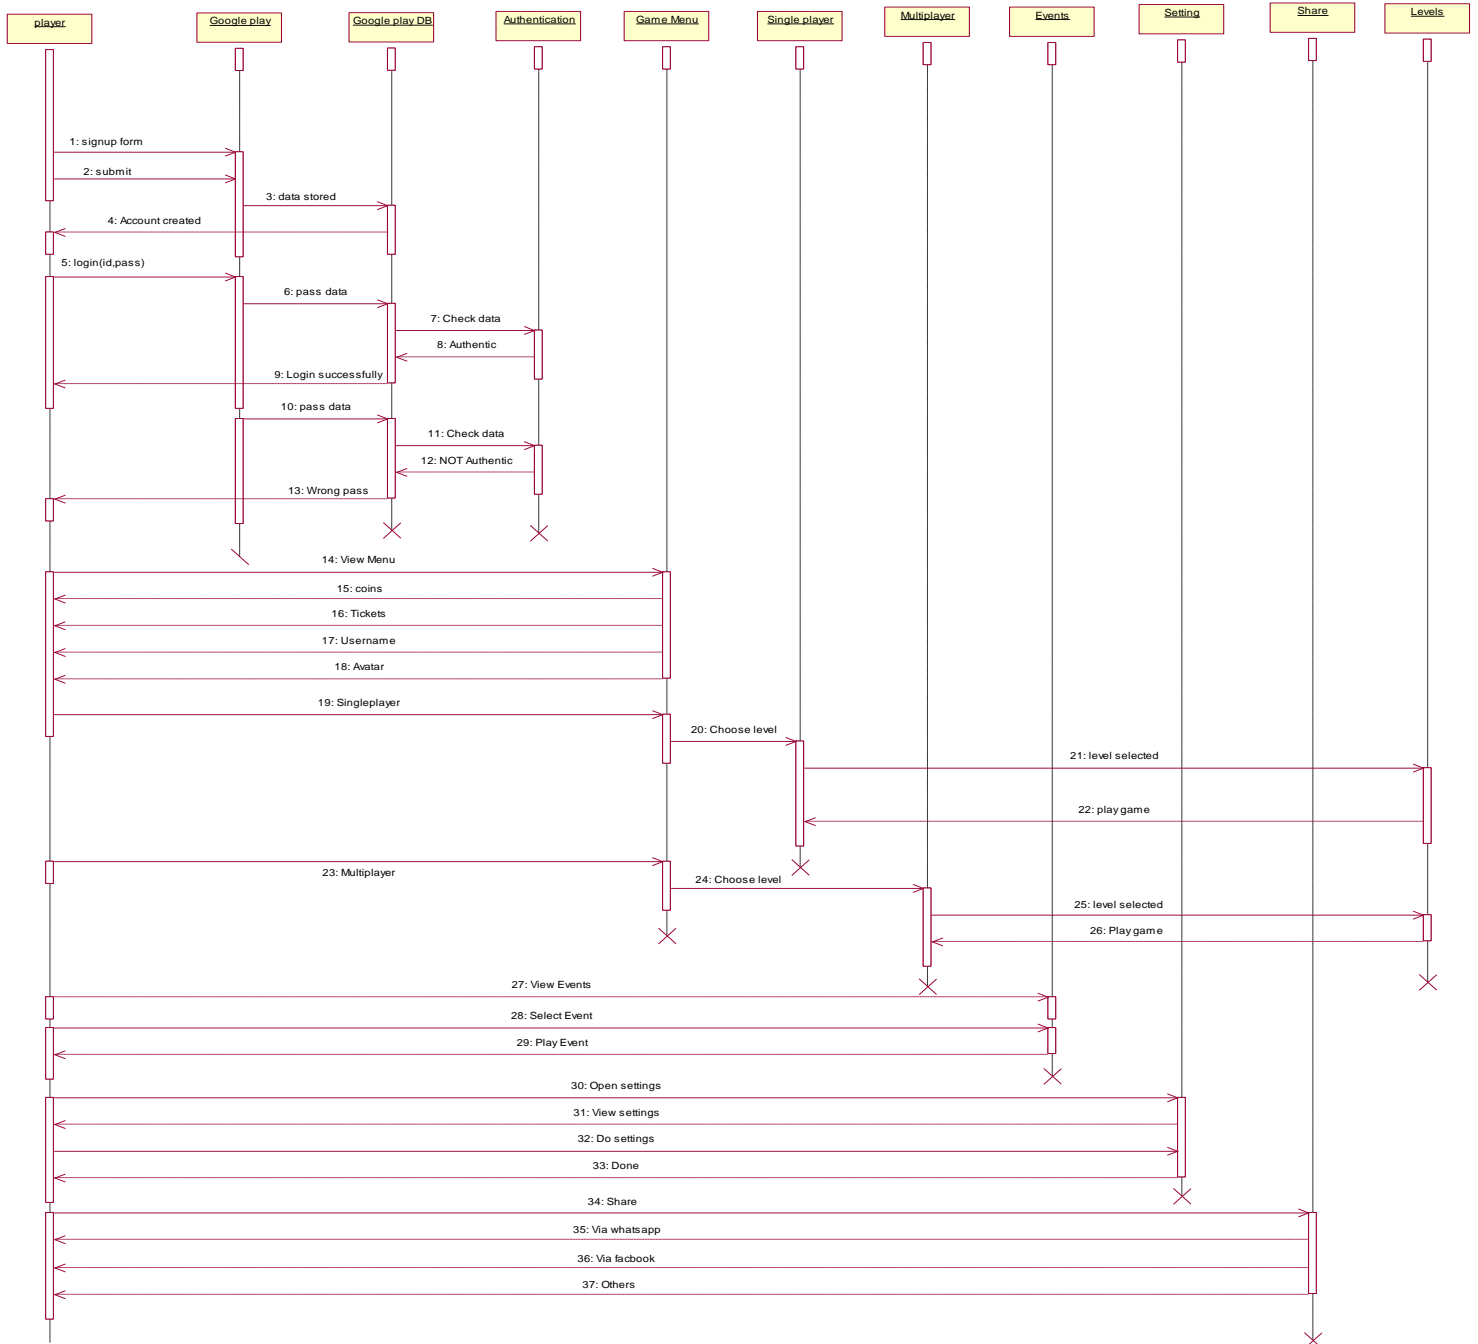 player
Google play
Google play DB
Authentication
Game Menu
Single player
Multiplayer
Events
Setting
Share
Levels
1: signup form
2: submit
3: data stored
4: Account created
5: login(id,pass)
6: pass data
7: Check data
8: Authentic
9: Login successfully
10: pass data
11: Check data
12: NOT Authentic
13: Wrong pass
14: View Menu
15: coins
16: Tickets
17: Username
18: Avatar
19: Singleplayer
20: Choose level
21: level selected
22: play game
23: Multiplayer
24: Choose level
25: level selected
26: Play game
27: View Events
28: Select Event
29: Play Event
30: Open settings
31: View settings
32: Do settings
33: Done
34: Share
35: Via whatsapp
36: Via facbook
37: Others